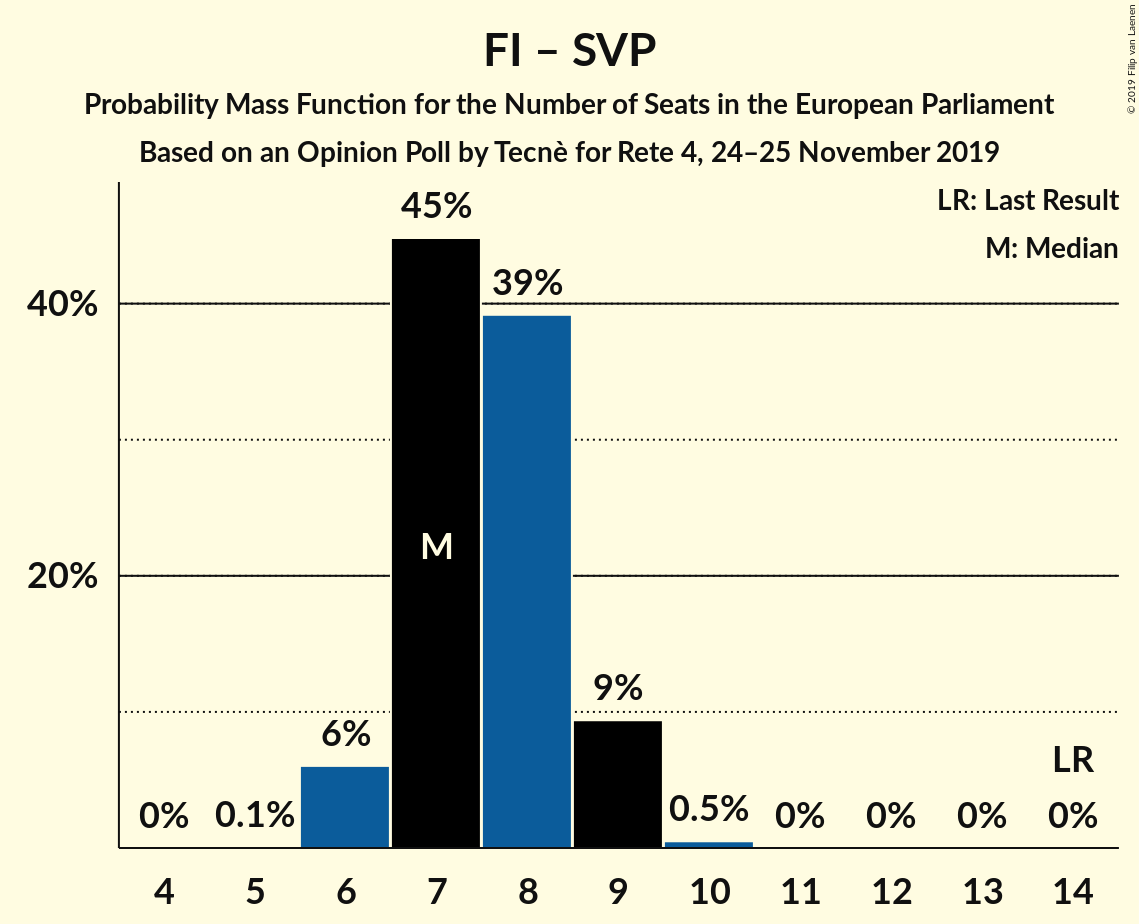 FI – SVP
Probability Mass Function for the Number of Seats in the European Parliament
Based on an Opinion Poll by Tecnè for Rete 4, 24–25 November 2019
© 2019 Filip van Laenen
LR: Last Result
M: Median
45%
39%
40%
M
20%
9%
6%
LR
0% 0.1% 0.5% 0% 0% 0% 0%
4 5 6 7 8 9 10 11 12 13 14